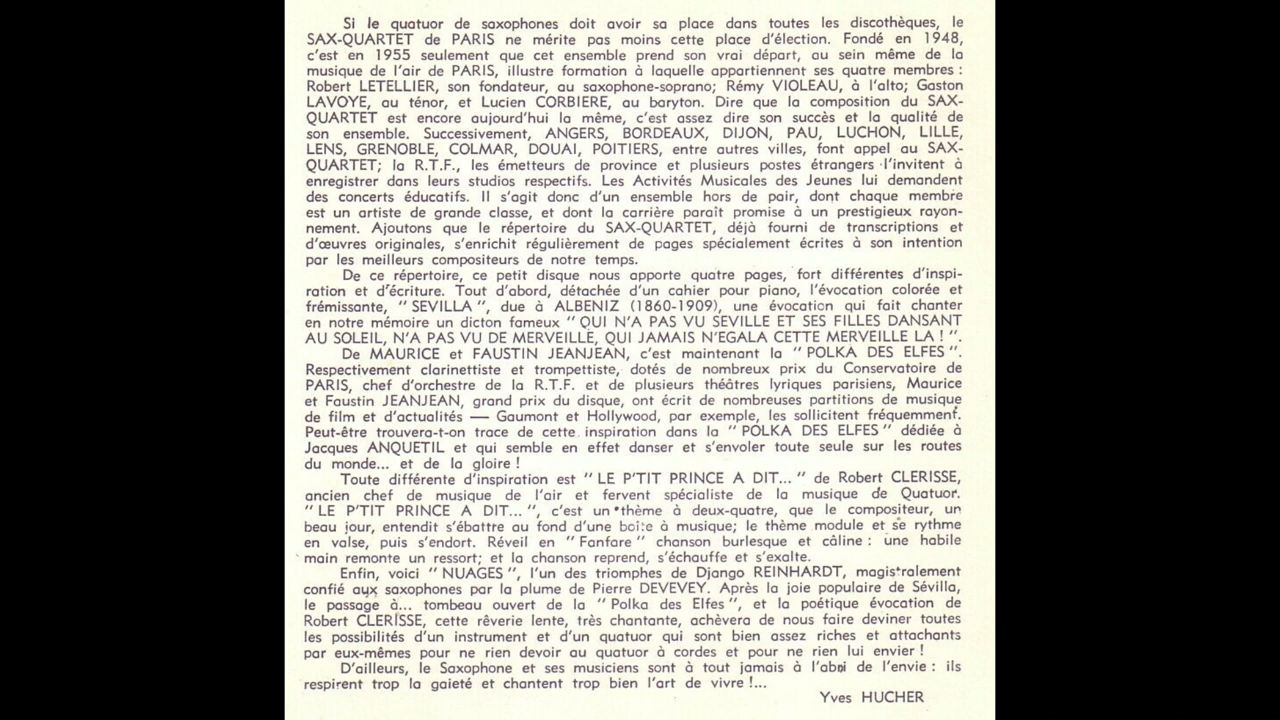 Si le quatuor de saxophones doit avoir sa place dans toutes les discothèques, le
SAX-QUARTET de PARIS ne mérite pas moins cette place d'élection. Fondé en 1948,
c'est en 1955 seulement que cet ensemble prend son vrai départ, au sein même de la
musique de l'air de PARIS, illustre formation à laquelle appartiennent ses quatre membres :
Robert LETELLIER, son fondateur, au saxophone-soprano; Rémy VIOLEAU, à l'alto; Gaston
LAVOYE, au ténor, et Lucien CORBIERE, au baryton. Dire que la composition du SAX-
QUARTET est encore aujourd'hui la même, c'est assez dire son succès et la qualité de
son ensemble. Successivement, ANGERS, BORDEAUX, DIJON, PAU, LUCHON, LILLE,
LENS, GRENOBLE, COLMAR, DOUAI, POITIERS, entre autres villes, font appel au SAX-
QUARTET; la R.T.F., les émetteurs de province et plusieurs postes étrangers l'invitent à
enregistrer dans leurs studios respectifs. Les Activités Musicales des Jeunes lui demandent
des concerts éducatifs. Il s'agit donc d'un ensemble hors de pair, dont chaque membre
est un artiste de grande classe, et dont la carrière paraît promise à un prestigieux rayon-
nement. Ajoutons que le répertoire du SAX-QUARTET, déjà fourni de transcriptions et
d'œuvres originales, s'enrichit régulièrement de pages spécialement écrites à son intention
par les meilleurs compositeurs de notre temps.
De ce répertoire, ce petit disque nous apporte quatre pages, fort différentes d'inspi-
ration et d'écriture. Tout d'abord, détachée d'un cahier pour piano, l'évocation colorée et
frémissante, " SEVILLA ", due à ALBENIZ (1860-1909), une évocation qui fait chanter
en notre mémoire un dicton fameux " QUI N'A PAS VU SEVILLE ET SES FILLES DANSANT
AU SOLEIL, N'A PAS VU DE MERVEILLE, QUI JAMAIS N'EGALA CETTE MERVEILLE LA ! ".
De MAURICE et FAUSTIN JEANJEAN, c'est maintenant la " POLKA DES ELFES ".
Respectivement clarinettiste et trompettiste, dotés de nombreux prix du Conservatoire de
PARIS, chef d'orchestre de la R.T.F. et de plusieurs théâtres lyriques parisiens, Maurice
et Faustin JEANJEAN, grand prix du disque, ont écrit de nombreuses partitions de musique
de film et d'actualités — Gaumont et Hollywood, par exemple, les sollicitent fréquemment.
Peut-être trouvera-t-on trace de cette inspiration dans la " POLKA DES ELFES " dédiée à
Jacques ANQUETIL et qui semble en effet danser et s'envoler toute seule sur les routes
du monde... et de la gloire !
Toute différente d'inspiration est " LE P'TIT PRINCE A DIT... " de Robert CLERISSE,
ancien chef de musique de l'air et fervent spécialiste de la musique de Quatuor.
" LE P'TIT PRINCE A DIT... ", c'est un thème à deux-quatre, que le compositeur, un
beau jour, entendit s'ébattre au fond d'une boîte à musique; le thème module et se rythme
en valse, puis s'endort. Réveil en " Fanfare " chanson burlesque et câline : une habile
main remonte un ressort; et la chanson reprend, s'échauffe et s'exalte.
Enfin, voici " NUAGES ", l'un des triomphes de Django REINHARDT, magistralement
confié aux saxophones par la plume de Pierre DEVEVEY. Après la joie populaire de Sévilla,
le passage à... tombeau ouvert de la " Polka des Elfes ", et la poétique évocation de
Robert CLERISSE, cette rêverie lente, très chantante, achèvera de nous faire deviner toutes
les possibilités d'un instrument et d'un quatuor qui sont bien assez riches et attachants
par eux-mêmes pour ne rien devoir au quatuor à cordes et pour ne rien lui envier !
D'ailleurs, le Saxophone et ses musiciens sont à tout jamais à l'abri de l'envie : ils
respirent trop la gaieté et chantent trop bien l'art de vivre !...
Yves HUCHER